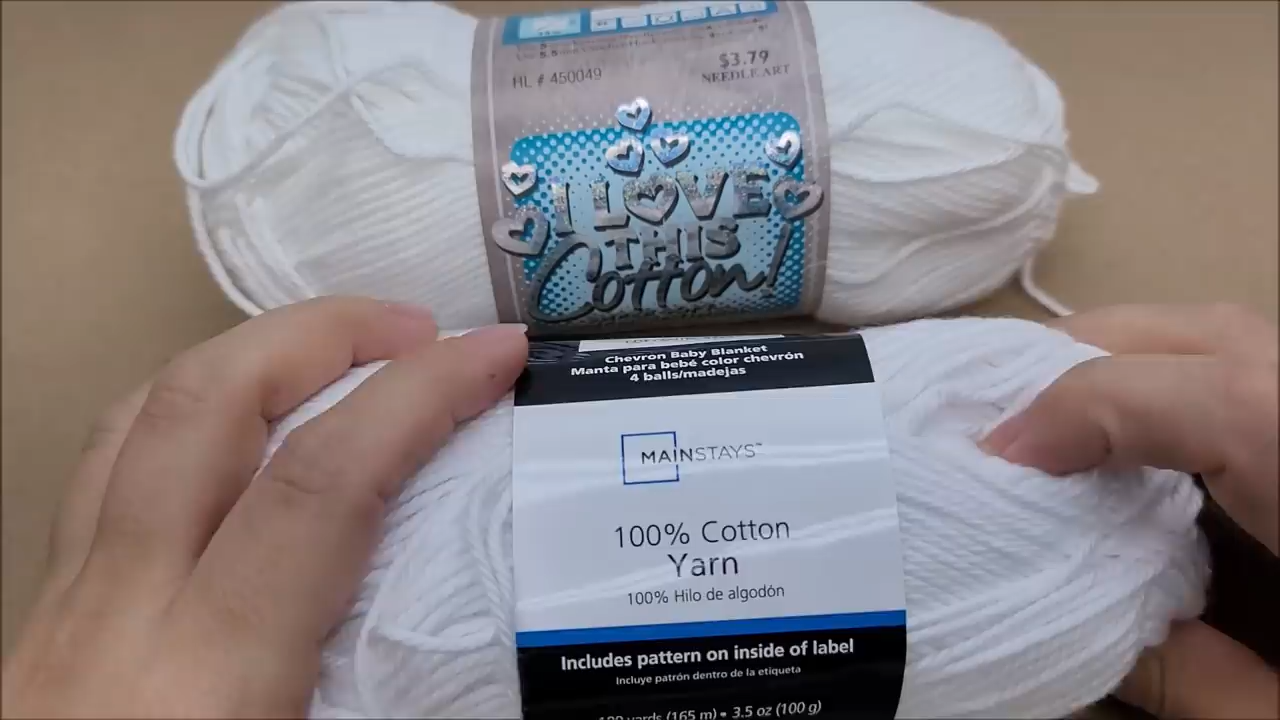 HL # 450049
$3.79
NEEDLE ART
I LOVE
THIS
Cotton!
Chevron Baby Blanket
Manta para bebé color chevrón
4 balls/madejas
MAINSTAYS™
100% Cotton
Yarn
100% Hilo de algodón
Includes pattern on inside of label
Incluye patrón dentro de la etiqueta
yards (165 m) • 3.5 oz (100 g)